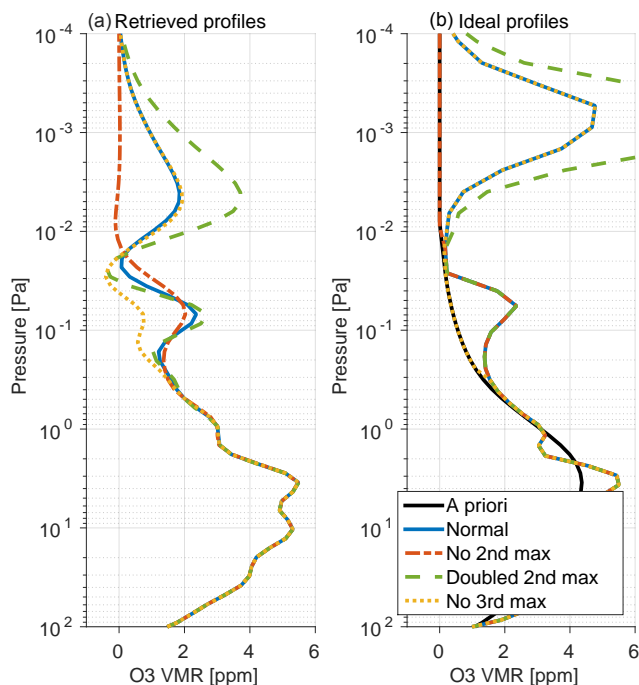 (a) Retrieved profiles
(b) Ideal profiles
10^-4
10^-3
10^-2
10^-1
10^0
10^1
10^2
Pressure [Pa]
0 2 4 6
O3 VMR [ppm]
10^-4
10^-3
10^-2
10^-1
10^0
10^1
10^2
Pressure [Pa]
A priori
Normal
No 2nd max
Doubled 2nd max
No 3rd max
0 2 4 6
O3 VMR [ppm]